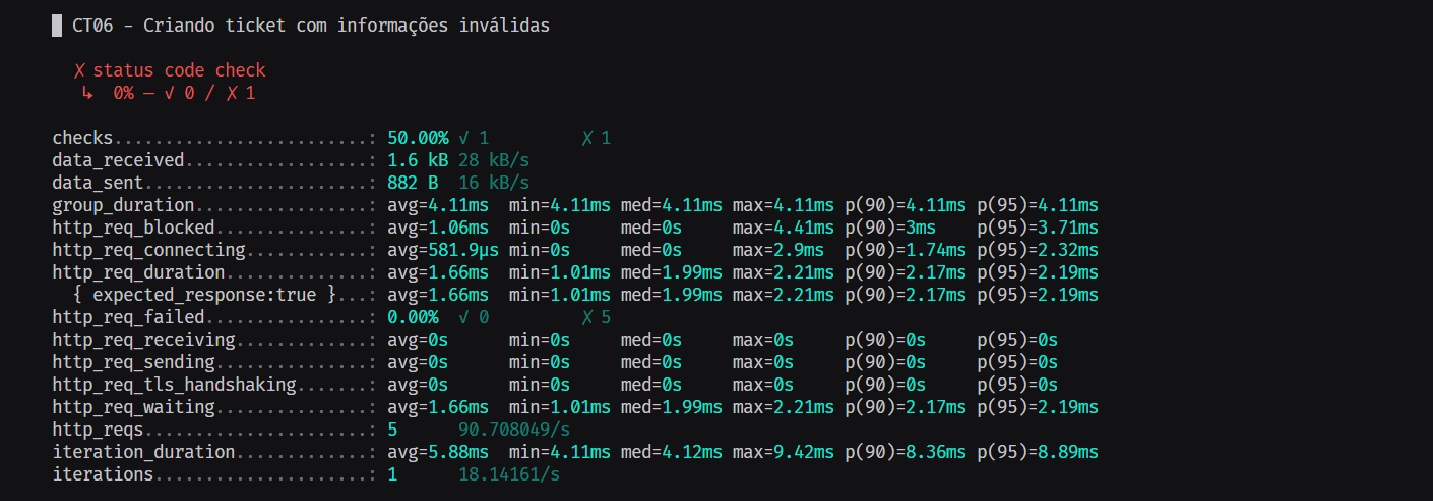 CT06 - Criando ticket com informações inválidas
✗ status code check
↳ 0% — ✓ 0 / ✗ 1
checks.........................: 50.00% ✓ 1 ✗ 1
data_received..................: 1.6 kB 28 kB/s
data_sent......................: 882 B 16 kB/s
group_duration.................: avg=4.11ms min=4.11ms med=4.11ms max=4.11ms p(90)=4.11ms p(95)=4.11ms
http_req_blocked...............: avg=1.06ms min=0s med=0s max=4.41ms p(90)=3ms p(95)=3.71ms
http_req_connecting............: avg=581.9µs min=0s med=0s max=2.9ms p(90)=1.74ms p(95)=2.32ms
http_req_duration..............: avg=1.66ms min=1.01ms med=1.99ms max=2.21ms p(90)=2.17ms p(95)=2.19ms
{ expected_response:true }...: avg=1.66ms min=1.01ms med=1.99ms max=2.21ms p(90)=2.17ms p(95)=2.19ms
http_req_failed................: 0.00% ✓ 0 ✗ 5
http_req_receiving.............: avg=0s min=0s med=0s max=0s p(90)=0s p(95)=0s
http_req_sending...............: avg=0s min=0s med=0s max=0s p(90)=0s p(95)=0s
http_req_tls_handshaking.......: avg=0s min=0s med=0s max=0s p(90)=0s p(95)=0s
http_req_waiting...............: avg=1.66ms min=1.01ms med=1.99ms max=2.21ms p(90)=2.17ms p(95)=2.19ms
http_reqs......................: 5 90.708049/s
iteration_duration.............: avg=5.88ms min=4.11ms med=4.12ms max=9.42ms p(90)=8.36ms p(95)=8.89ms
iterations.....................: 1 18.14161/s